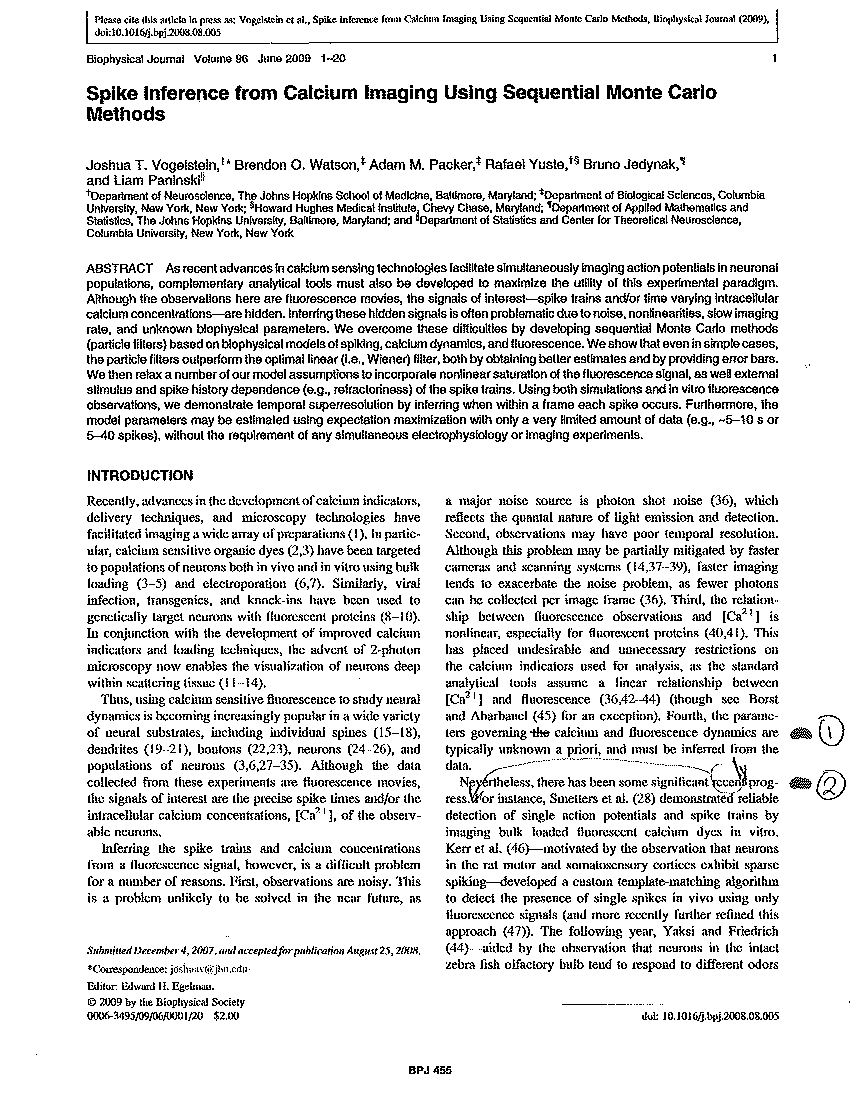 Please cite this article in press as: Vogelstein et al., Spike Inference from Calcium Imaging Using Sequential Monte Carlo Methods, Biophysical Journal (2009),
doi:10.1016/j.bpj.2008.08.005
Biophysical Journal Volume 96 June 2009 1–20
1
Spike Inference from Calcium Imaging Using Sequential Monte Carlo
Methods
Joshua T. Vogelstein,†* Brendon O. Watson,‡ Adam M. Packer,‡ Rafael Yuste,‡§ Bruno Jedynak,¶
and Liam Paninski‖
†Department of Neuroscience, The Johns Hopkins School of Medicine, Baltimore, Maryland; ‡Department of Biological Sciences, Columbia
University, New York, New York; §Howard Hughes Medical Institute, Chevy Chase, Maryland; ¶Department of Applied Mathematics and
Statistics, The Johns Hopkins University, Baltimore, Maryland; and ‖Department of Statistics and Center for Theoretical Neuroscience,
Columbia University, New York, New York
ABSTRACT As recent advances in calcium sensing technologies facilitate simultaneously imaging action potentials in neuronal
populations, complementary analytical tools must also be developed to maximize the utility of this experimental paradigm.
Although the observations here are fluorescence movies, the signals of interest—spike trains and/or time varying intracellular
calcium concentrations—are hidden. Inferring these hidden signals is often problematic due to noise, nonlinearities, slow imaging
rate, and unknown biophysical parameters. We overcome these difficulties by developing sequential Monte Carlo methods
(particle filters) based on biophysical models of spiking, calcium dynamics, and fluorescence. We show that even in simple cases,
the particle filters outperform the optimal linear (i.e., Wiener) filter, both by obtaining better estimates and by providing error bars.
We then relax a number of our model assumptions to incorporate nonlinear saturation of the fluorescence signal, as well external
stimulus and spike history dependence (e.g., refractoriness) of the spike trains. Using both simulations and in vitro fluorescence
observations, we demonstrate temporal superresolution by inferring when within a frame each spike occurs. Furthermore, the
model parameters may be estimated using expectation maximization with only a very limited amount of data (e.g., ~5–10 s or
5–40 spikes), without the requirement of any simultaneous electrophysiology or imaging experiments.
INTRODUCTION
Recently, advances in the development of calcium indicators,
delivery techniques, and microscopy technologies have
facilitated imaging a wide array of preparations (1). In partic-
ular, calcium sensitive organic dyes (2,3) have been targeted
to populations of neurons both in vivo and in vitro using bulk
loading (3–5) and electroporation (6,7). Similarly, viral
infection, transgenics, and knock-ins have been used to
genetically target neurons with fluorescent proteins (8–10).
In conjunction with the development of improved calcium
indicators and loading techniques, the advent of 2-photon
microscopy now enables the visualization of neurons deep
within scattering tissue (11–14).
Thus, using calcium sensitive fluorescence to study neural
dynamics is becoming increasingly popular in a wide variety
of neural substrates, including individual spines (15–18),
dendrites (19–21), boutons (22,23), neurons (24–26), and
populations of neurons (3,6,27–35). Although the data
collected from these experiments are fluorescence movies,
the signals of interest are the precise spike times and/or the
intracellular calcium concentrations, [Ca2+], of the observ-
able neurons.
Inferring the spike trains and calcium concentrations
from a fluorescence signal, however, is a difficult problem
for a number of reasons. First, observations are noisy. This
is a problem unlikely to be solved in the near future, as
Submitted December 4, 2007, and accepted for publication August 25, 2008.
*Correspondence: joshuav@jhu.edu
Editor: Edward H. Egelman.
© 2009 by the Biophysical Society
0006-3495/09/06/0001/20 $2.00
a major noise source is photon shot noise (36), which
reflects the quantal nature of light emission and detection.
Second, observations may have poor temporal resolution.
Although this problem may be partially mitigated by faster
cameras and scanning systems (14,37–39), faster imaging
tends to exacerbate the noise problem, as fewer photons
can be collected per image frame (36). Third, the relation-
ship between fluorescence observations and [Ca2+] is
nonlinear, especially for fluorescent proteins (40,41). This
has placed undesirable and unnecessary restrictions on
the calcium indicators used for analysis, as the standard
analytical tools assume a linear relationship between
[Ca2+] and fluorescence (36,42–44) (though see Borst
and Abarbanel (45) for an exception). Fourth, the parame-
ters governing the calcium and fluorescence dynamics are
typically unknown a priori, and must be inferred from the
data.
Nevertheless, there has been some significant recent prog-
ress. For instance, Smetters et al. (28) demonstrated reliable
detection of single action potentials and spike trains by
imaging bulk loaded fluorescent calcium dyes in vitro.
Kerr et al. (46)—motivated by the observation that neurons
in the rat motor and somatosensory cortices exhibit sparse
spiking—developed a custom template-matching algorithm
to detect the presence of single spikes in vivo using only
fluorescence signals (and more recently further refined this
approach (47)). The following year, Yaksi and Friedrich
(44)—aided by the observation that neurons in the intact
zebra fish olfactory bulb tend to respond to different odors
doi: 10.1016/j.bpj.2008.08.005
1
2
BPJ 455